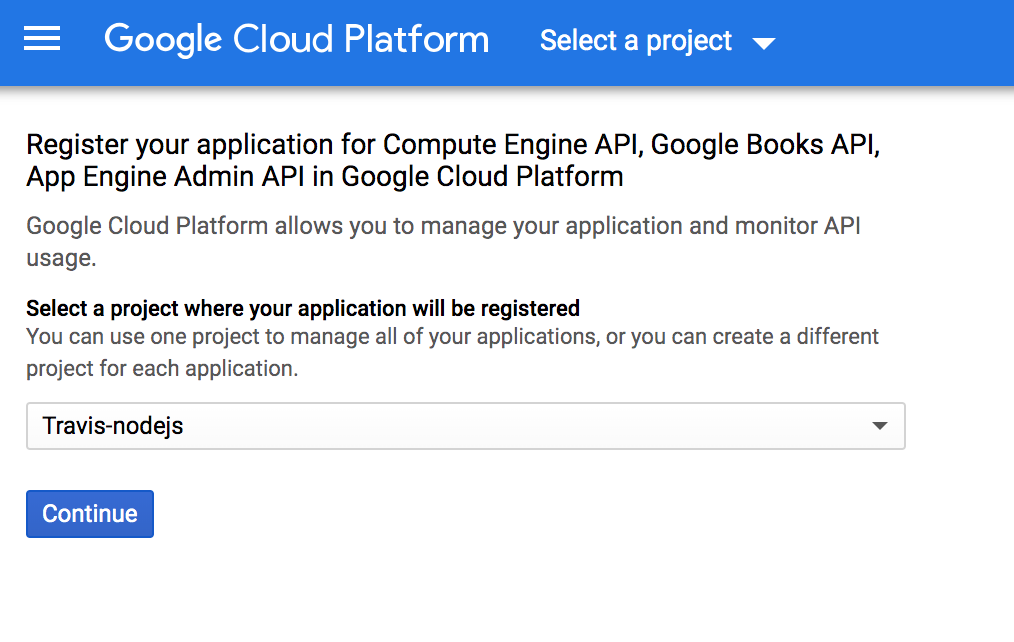 Google Cloud Platform Select a project
Register your application for Compute Engine API, Google Books API,
App Engine Admin API in Google Cloud Platform
Google Cloud Platform allows you to manage your application and monitor API
usage.
Select a project where your application will be registered
You can use one project to manage all of your applications, or you can create a different
project for each application.
Travis-nodejs
Continue